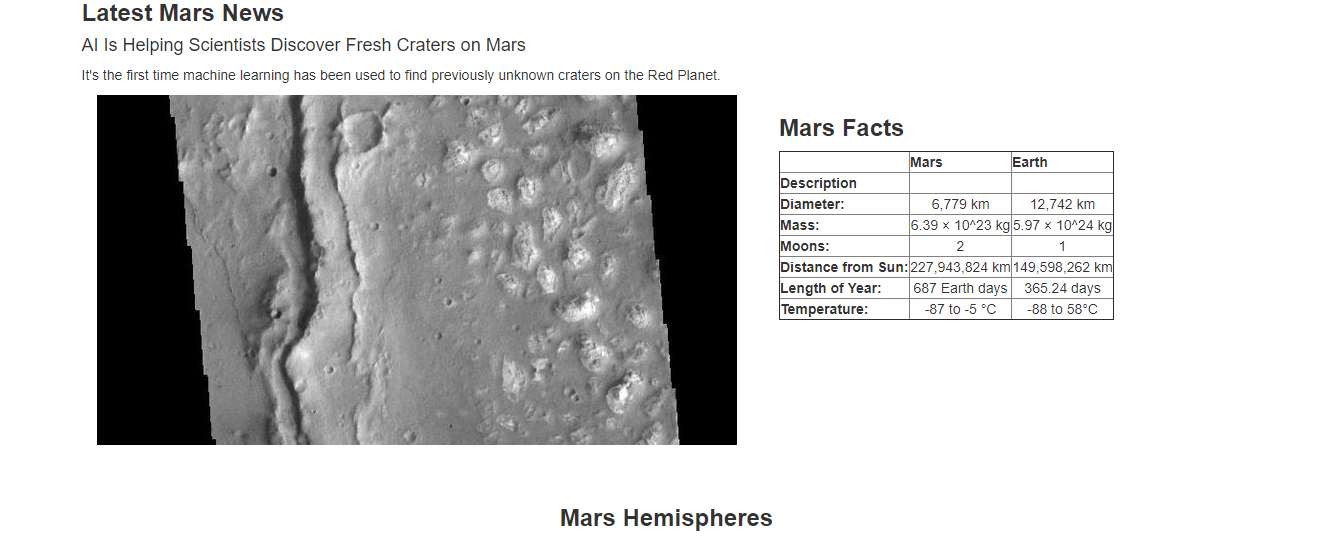 Latest Mars News
AI Is Helping Scientists Discover Fresh Craters on Mars
It's the first time machine learning has been used to find previously unknown craters on the Red Planet.
Mars Facts
Mars Earth
Description
Diameter: 6,779 km 12,742 km
Mass: 6.39 × 10^23 kg 5.97 × 10^24 kg
Moons: 2 1
Distance from Sun: 227,943,824 km 149,598,262 km
Length of Year: 687 Earth days 365.24 days
Temperature: -87 to -5 °C -88 to 58°C
Mars Hemispheres